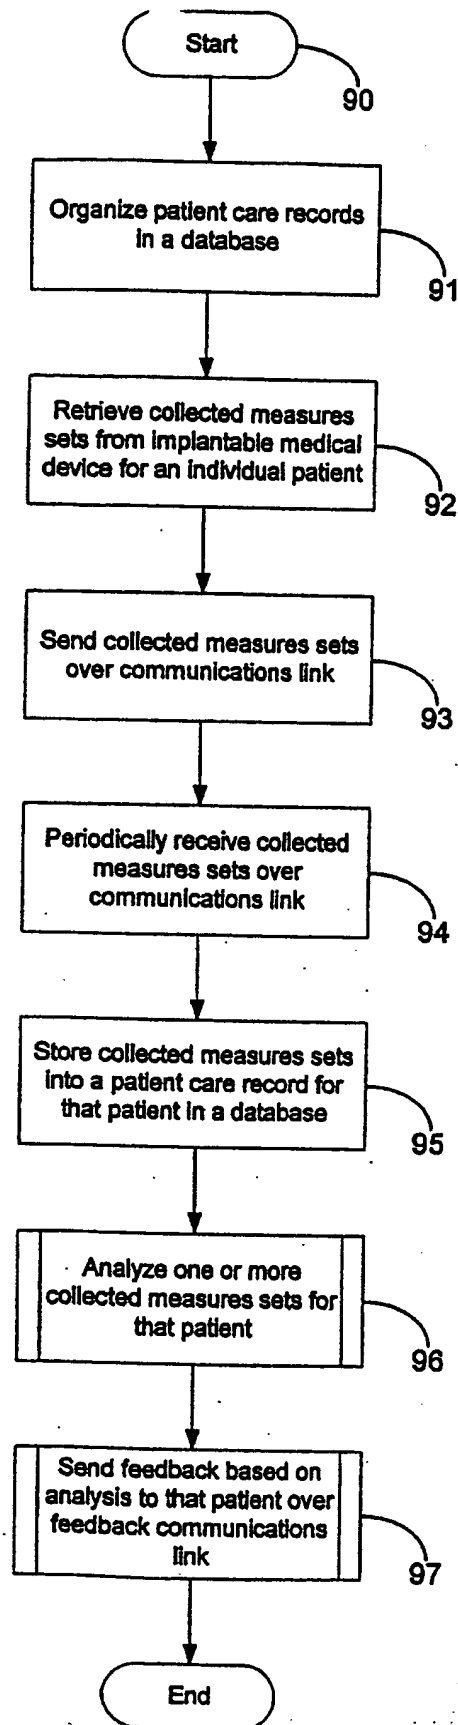 Start
90
Organize patient care records
in a database
91
Retrieve collected measures
sets from implantable medical
device for an individual patient
92
Send collected measures sets
over communications link
93
Periodically receive collected
measures sets over
communications link
94
Store collected measures sets
into a patient care record for
that patient in a database
95
Analyze one or more
collected measures sets for
that patient
96
Send feedback based on
analysis to that patient over
feedback communications
link
97
End